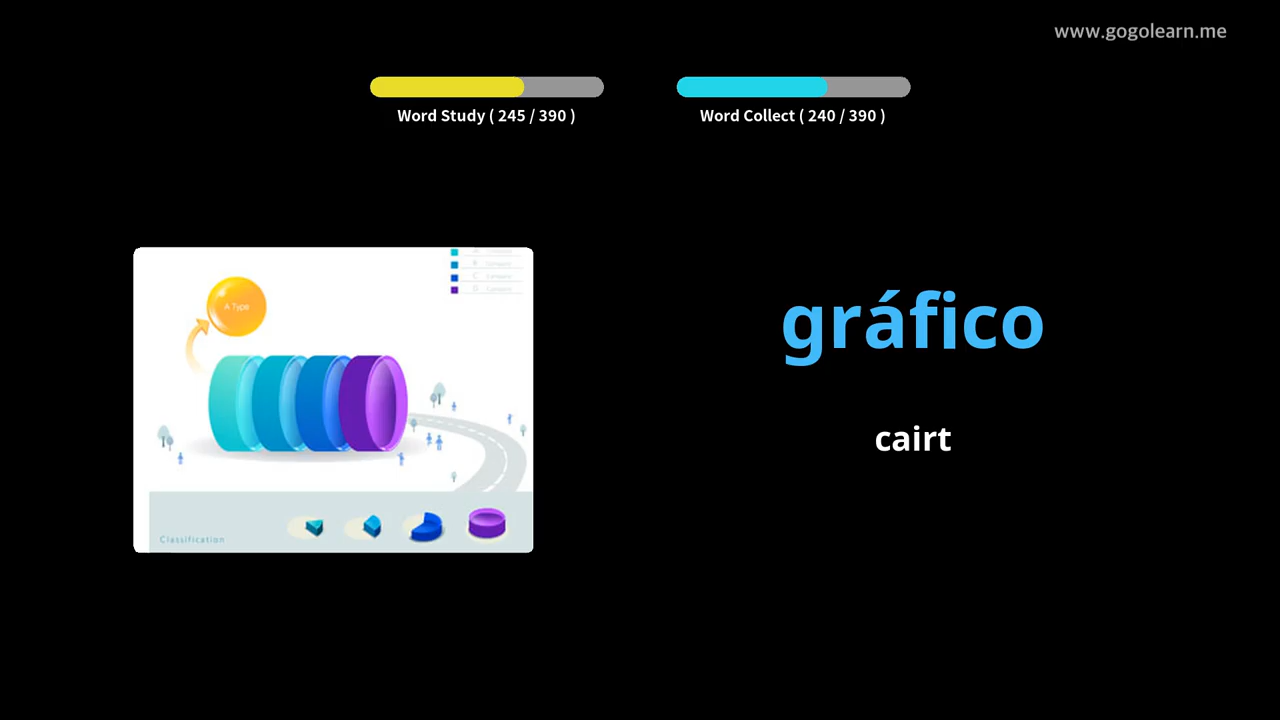 www.gogolearn.me
Word Study ( 245 / 390 )
Word Collect ( 240 / 390 )
A Type
A
B
C
D
gráfico
cairt
Classification